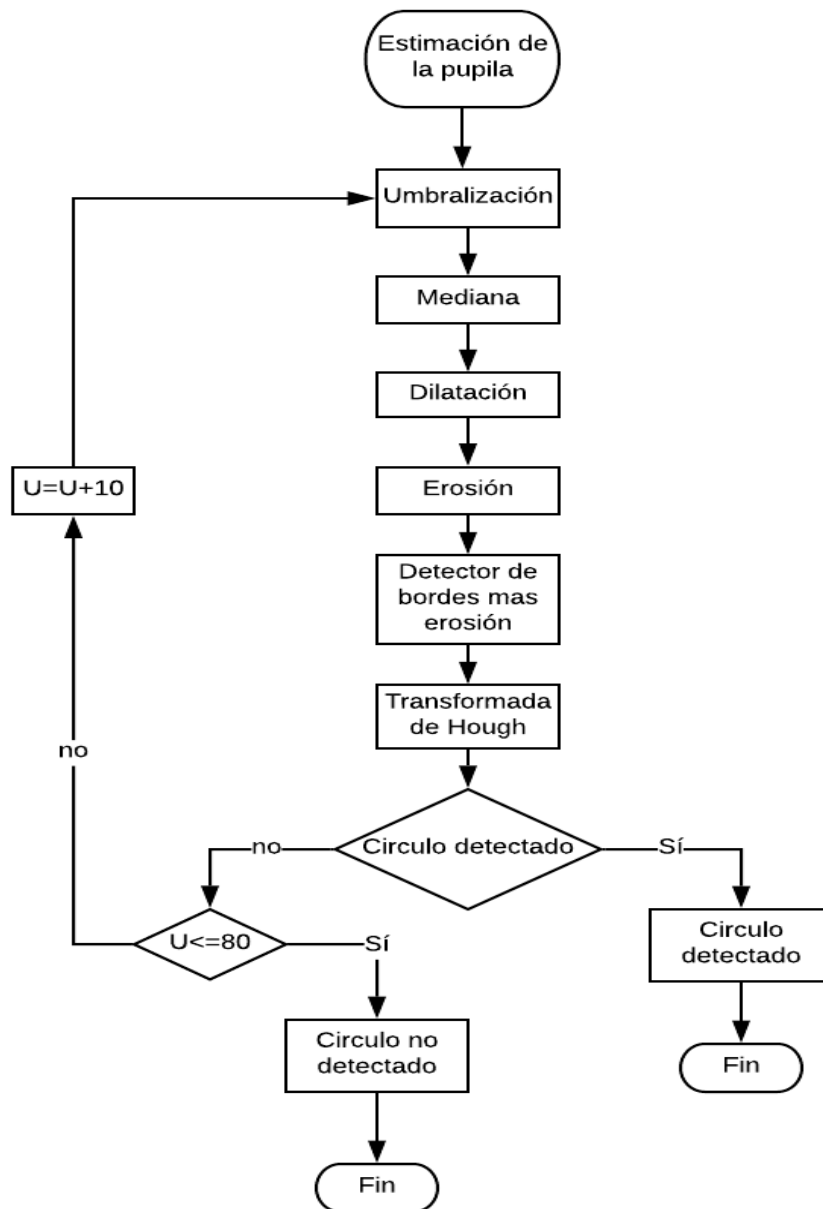 Estimación de
la pupila
Umbralización
Mediana
Dilatación
U=U+10
Erosión
Detector de
bordes mas
erosión
Transformada
de Hough
no
no
Circulo detectado
Sí
U<=80
Sí
Circulo
detectado
Circulo no
detectado
Fin
Fin